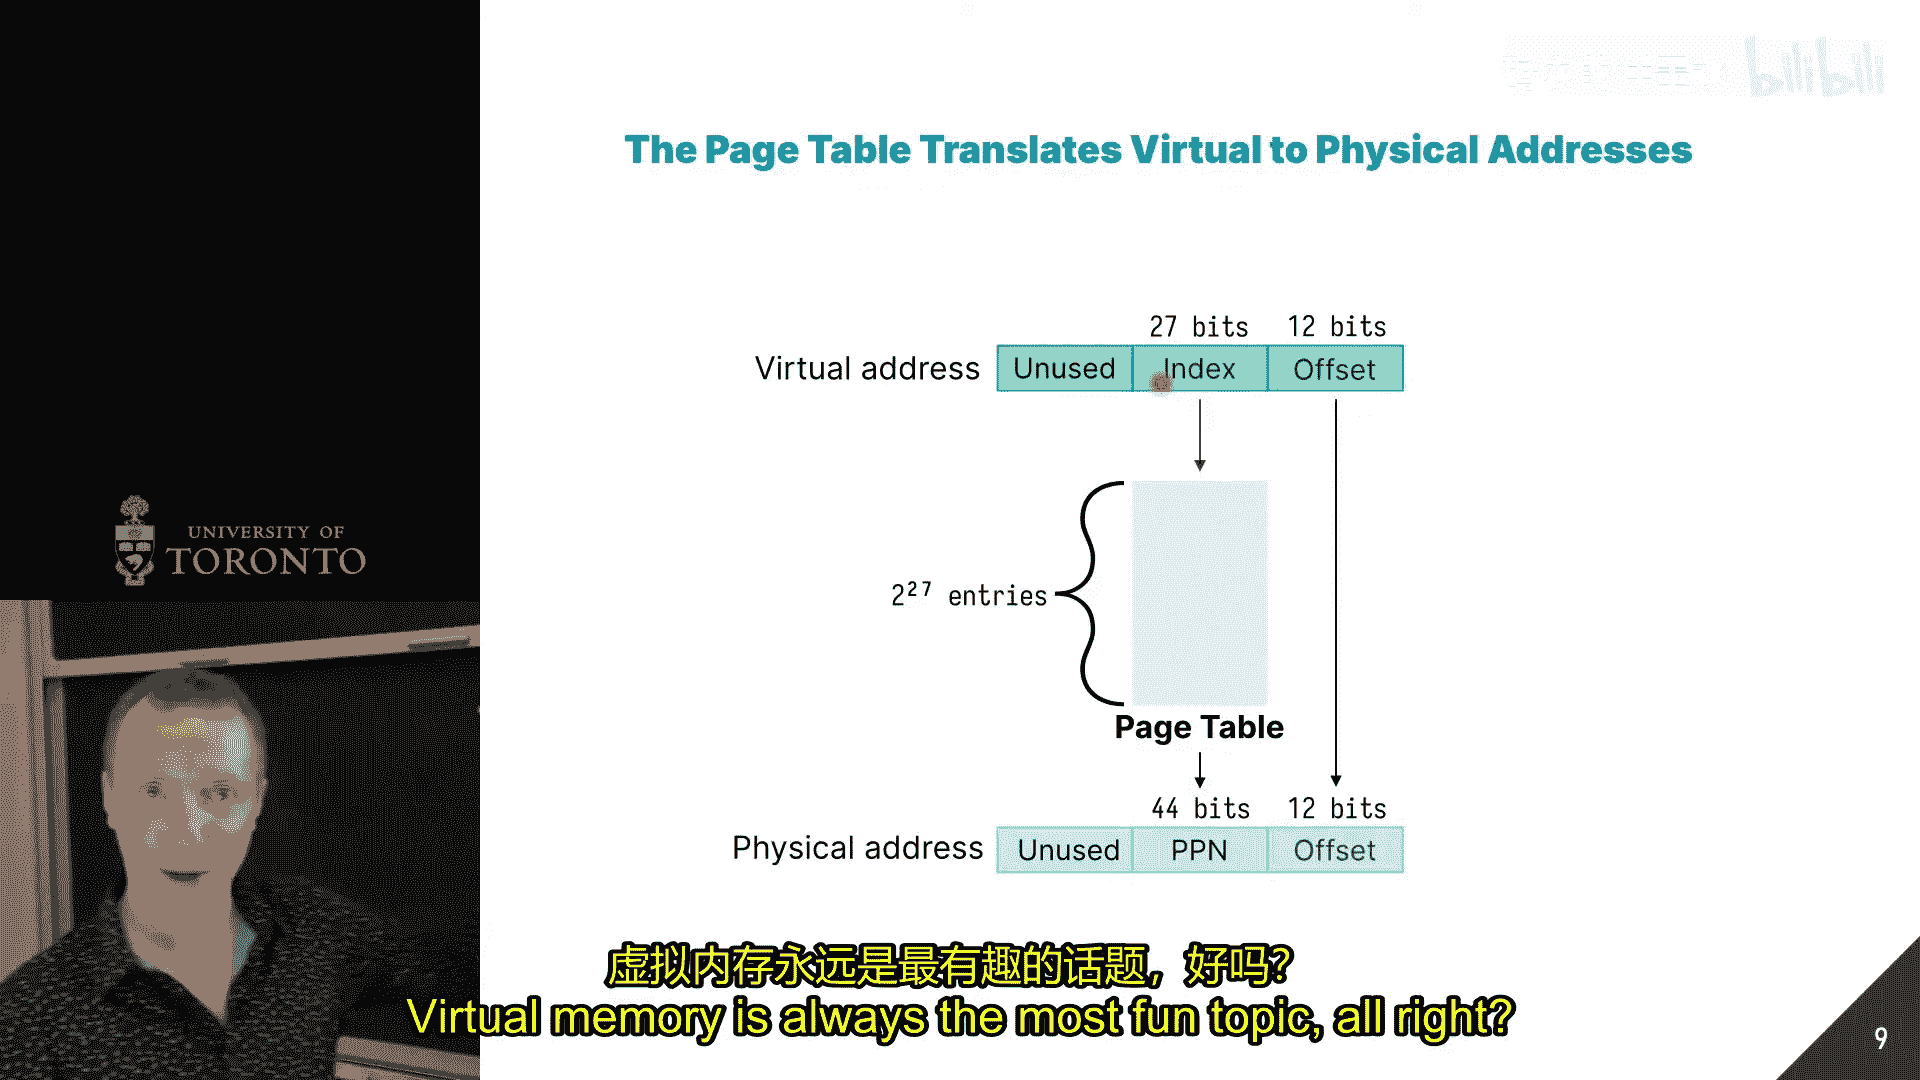 bilibili
The Page Table Translates Virtual to Physical Addresses
27 bits 12 bits
Virtual address Unused Index Offset
2²⁷ entries
Page Table
44 bits 12 bits
Physical address Unused PPN Offset
UNIVERSITY OF
TORONTO
虚拟内存永远是最有趣的话题，好吗？
Virtual memory is always the most fun topic, all right?
9